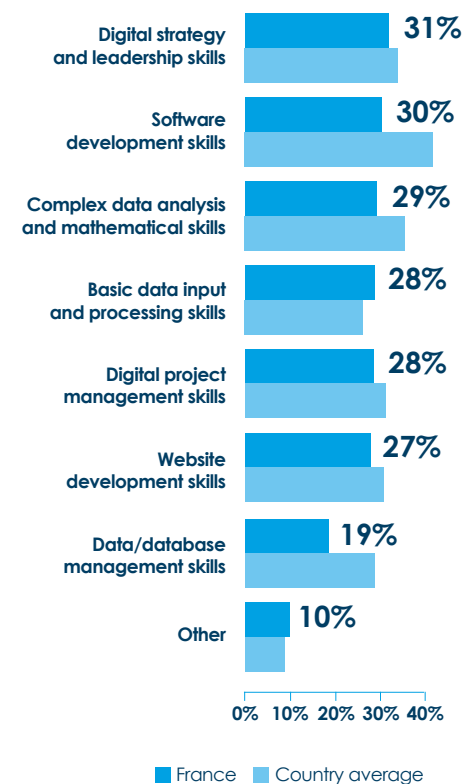 Digital strategy
and leadership skills
31%
Software
development skills
30%
Complex data analysis
and mathematical skills
29%
Basic data input
and processing skills
28%
Digital project
management skills
28%
Website
development skills
27%
Data/database
management skills
19%
Other
10%
0% 10% 20% 30% 40%
France Country average